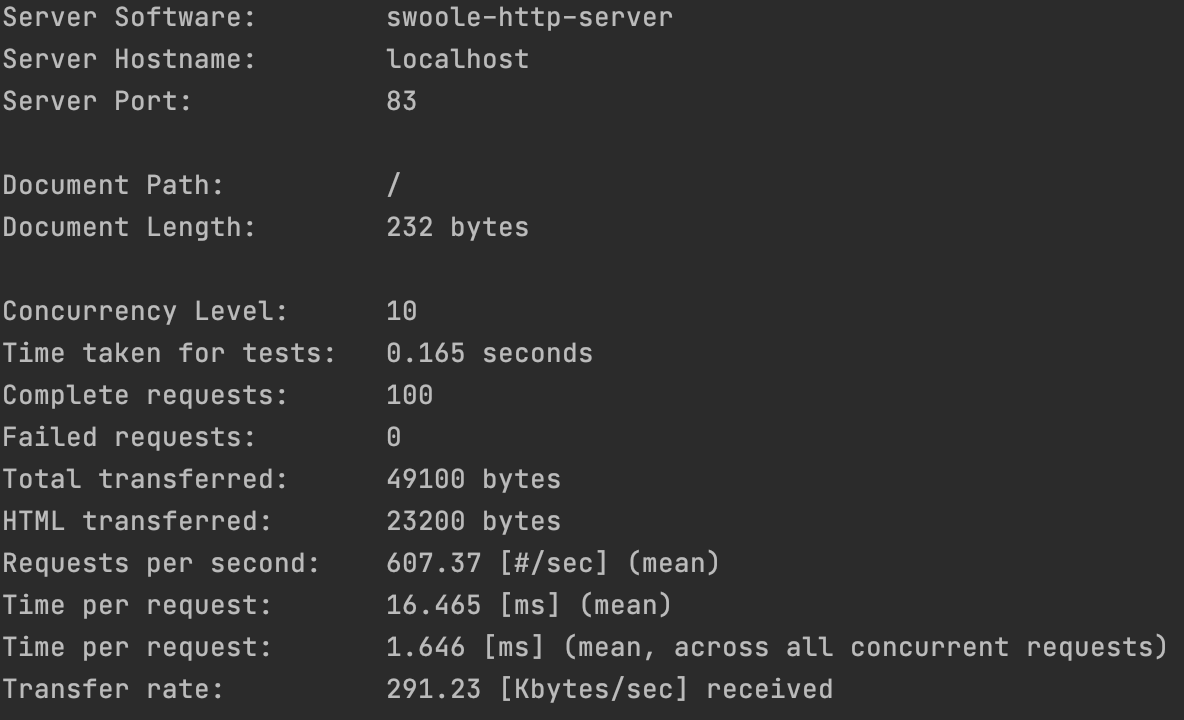 Server Software:        swoole-http-server
Server Hostname:        localhost
Server Port:            83

Document Path:          /
Document Length:        232 bytes

Concurrency Level:      10
Time taken for tests:   0.165 seconds
Complete requests:      100
Failed requests:        0
Total transferred:      49100 bytes
HTML transferred:       23200 bytes
Requests per second:    607.37 [#/sec] (mean)
Time per request:       16.465 [ms] (mean)
Time per request:       1.646 [ms] (mean, across all concurrent requests)
Transfer rate:          291.23 [Kbytes/sec] received